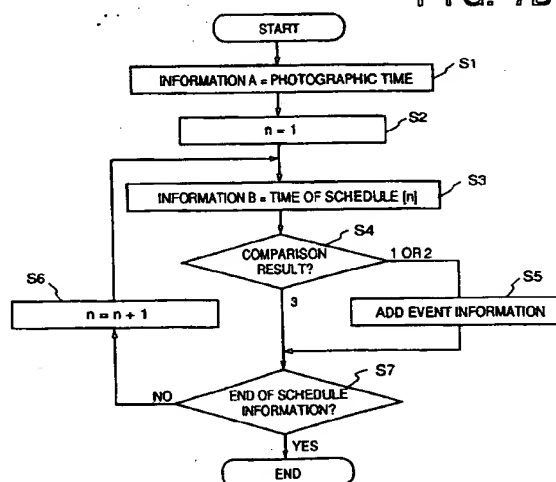 START
INFORMATION A = PHOTOGRAPHIC TIME
S1
n = 1
S2
INFORMATION B = TIME OF SCHEDULE [n]
S3
COMPARISON
RESULT?
S4
1 OR 2
3
S5
ADD EVENT INFORMATION
S6
n = n + 1
S7
END OF SCHEDULE
INFORMATION?
NO
YES
END